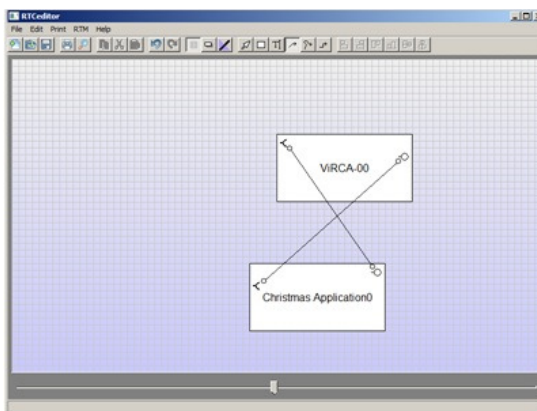 RTCeditor
File Edit Print RTM Help
ViRCA-00
Christmas Application0